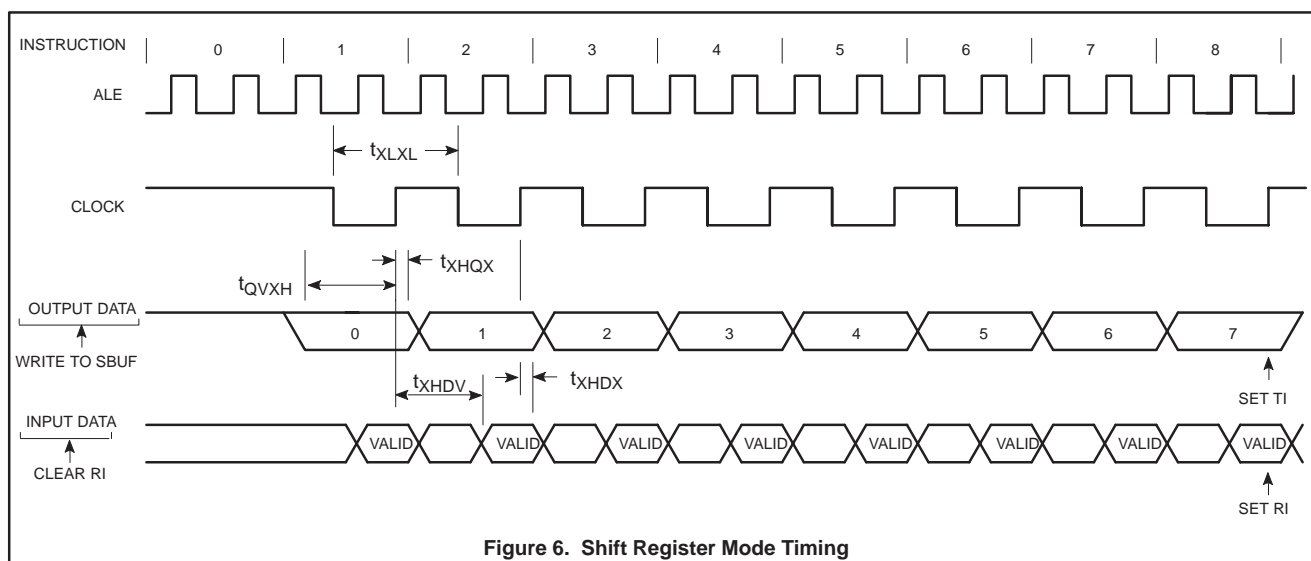 INSTRUCTION 0 1 2 3 4 5 6 7 8
ALE
tXLXL
CLOCK
tXHQX
tQVXH
OUTPUT DATA 0 1 2 3 4 5 6 7
WRITE TO SBUF
tXHDV tXHDX
SET TI
INPUT DATA VALID VALID VALID VALID VALID VALID VALID VALID
CLEAR RI
SET RI
Figure 6. Shift Register Mode Timing